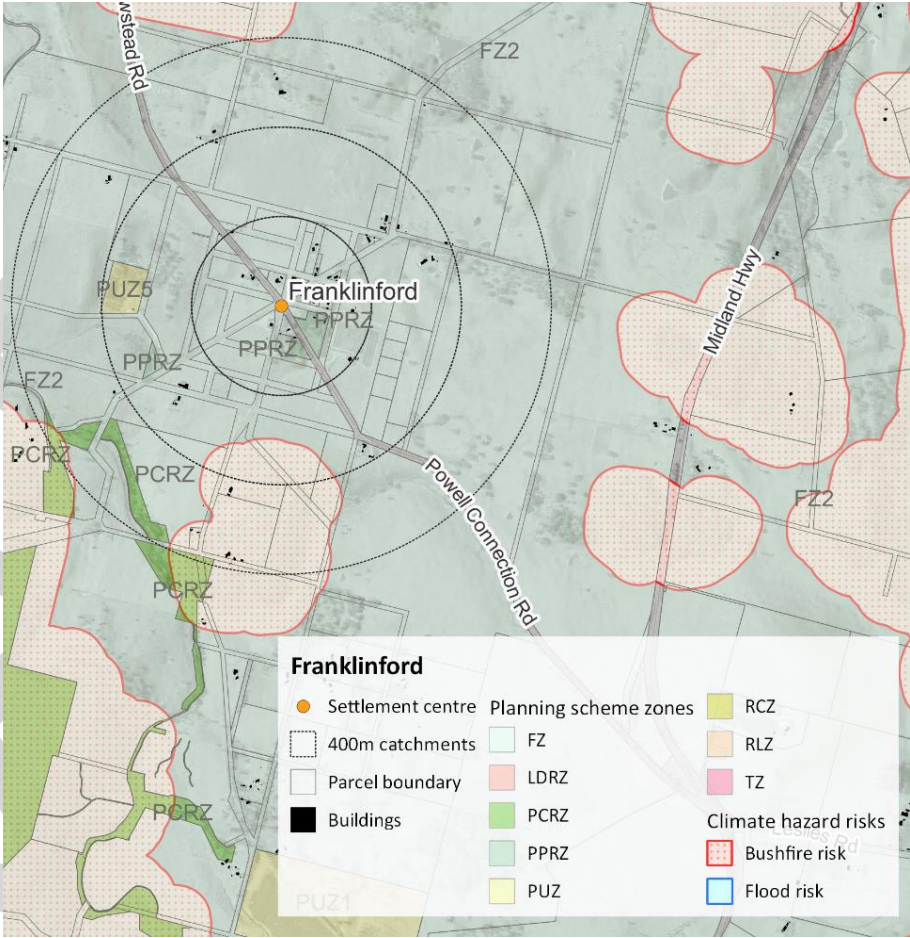 wstead Rd
FZ2
Midland Hwy
PUZ5
Franklinford
PPRZ
PPRZ
PPRZ
FZ2
PCRZ
PCRZ
FZ2
Powell Connection Rd
PCRZ
PCRZ
PUZ1
Leslies Rd
Franklinford
Settlement centre
400m catchments
Parcel boundary
Buildings
Planning scheme zones
FZ
LDRZ
PCRZ
PPRZ
PUZ
RCZ
RLZ
TZ
Climate hazard risks
Bushfire risk
Flood risk